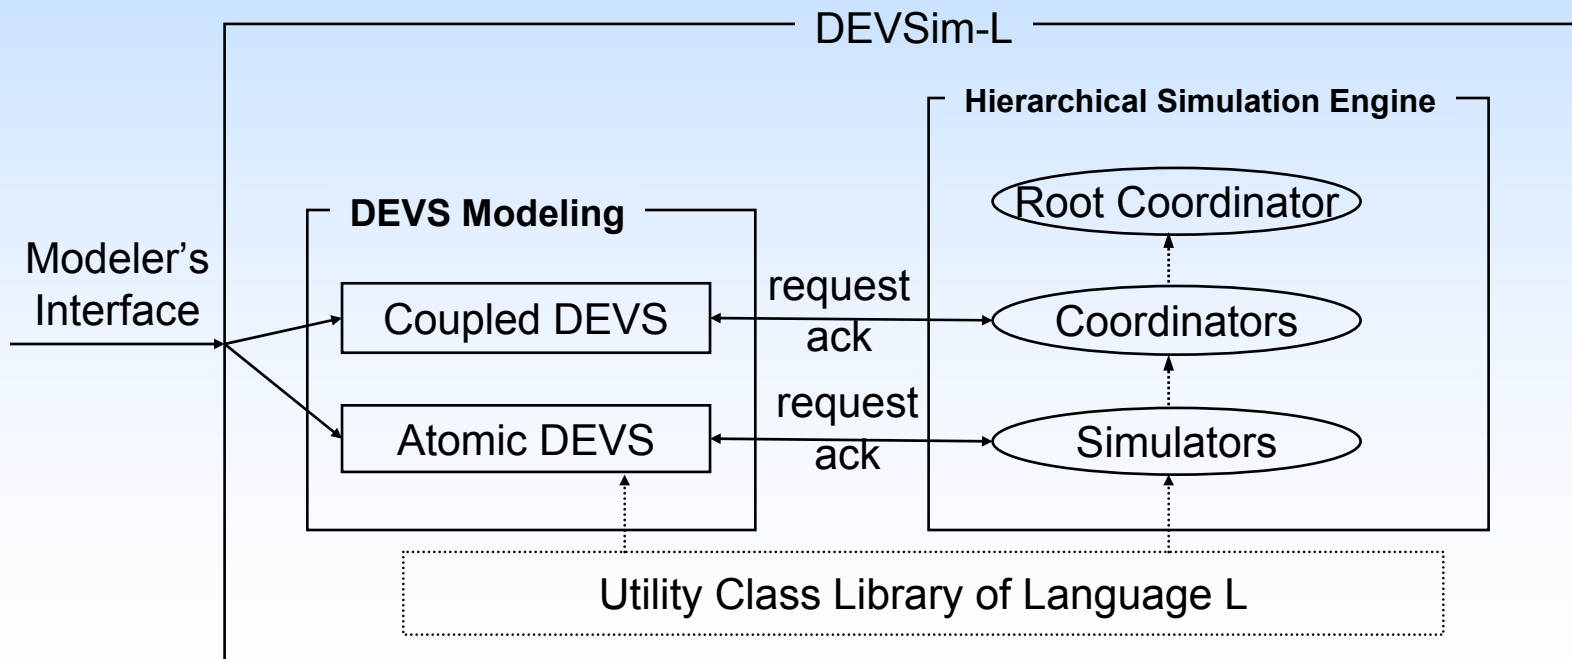 DEVSim-L
Hierarchical Simulation Engine
Root Coordinator
DEVS Modeling
Modeler's
Interface
request
Coupled DEVS
Coordinators
ack
request
Atomic DEVS
Simulators
ack
Utility Class Library of Language L